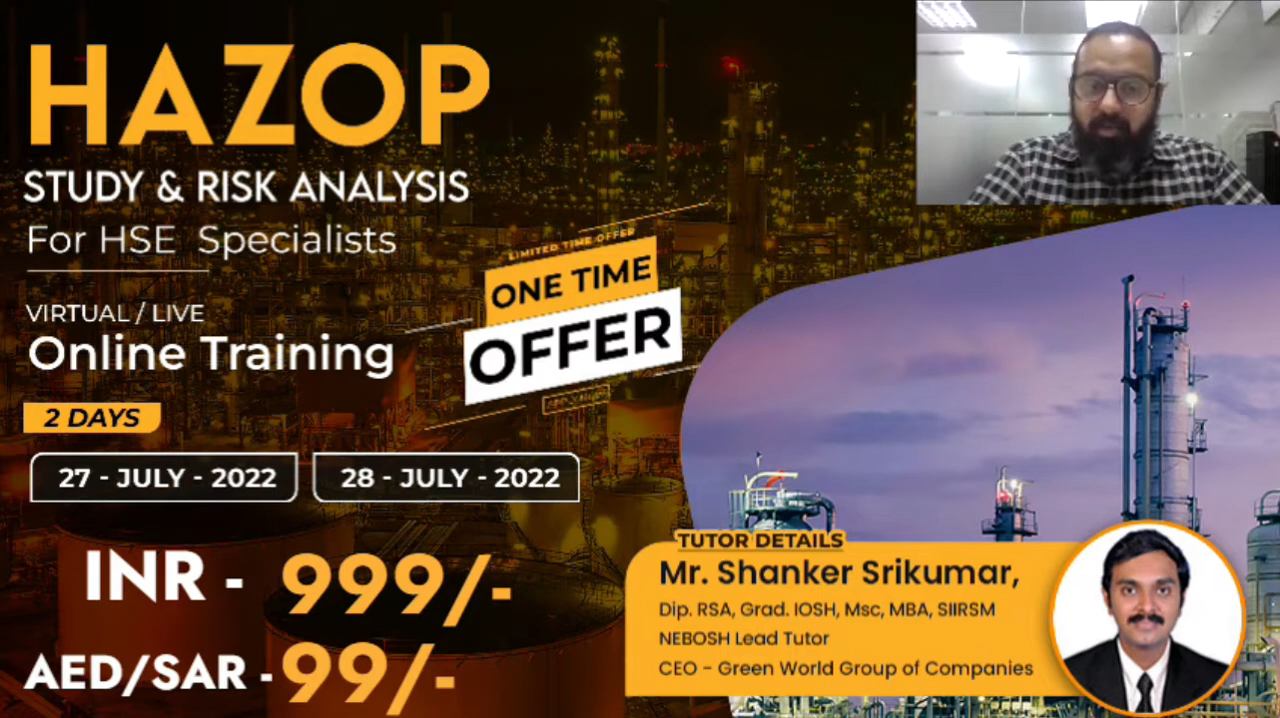 HAZOP
STUDY & RISK ANALYSIS
For HSE Specialists
VIRTUAL / LIVE
Online Training
2 DAYS
27 - JULY - 2022
28 - JULY - 2022
INR - 999/-
AED/SAR - 99/-
LIMITED TIME OFFER
ONE TIME
OFFER
TUTOR DETAILS
Mr. Shanker Srikumar,
Dip. RSA, Grad. IOSH, Msc, MBA, SIIRSM
NEBOSH Lead Tutor
CEO - Green World Group of Companies